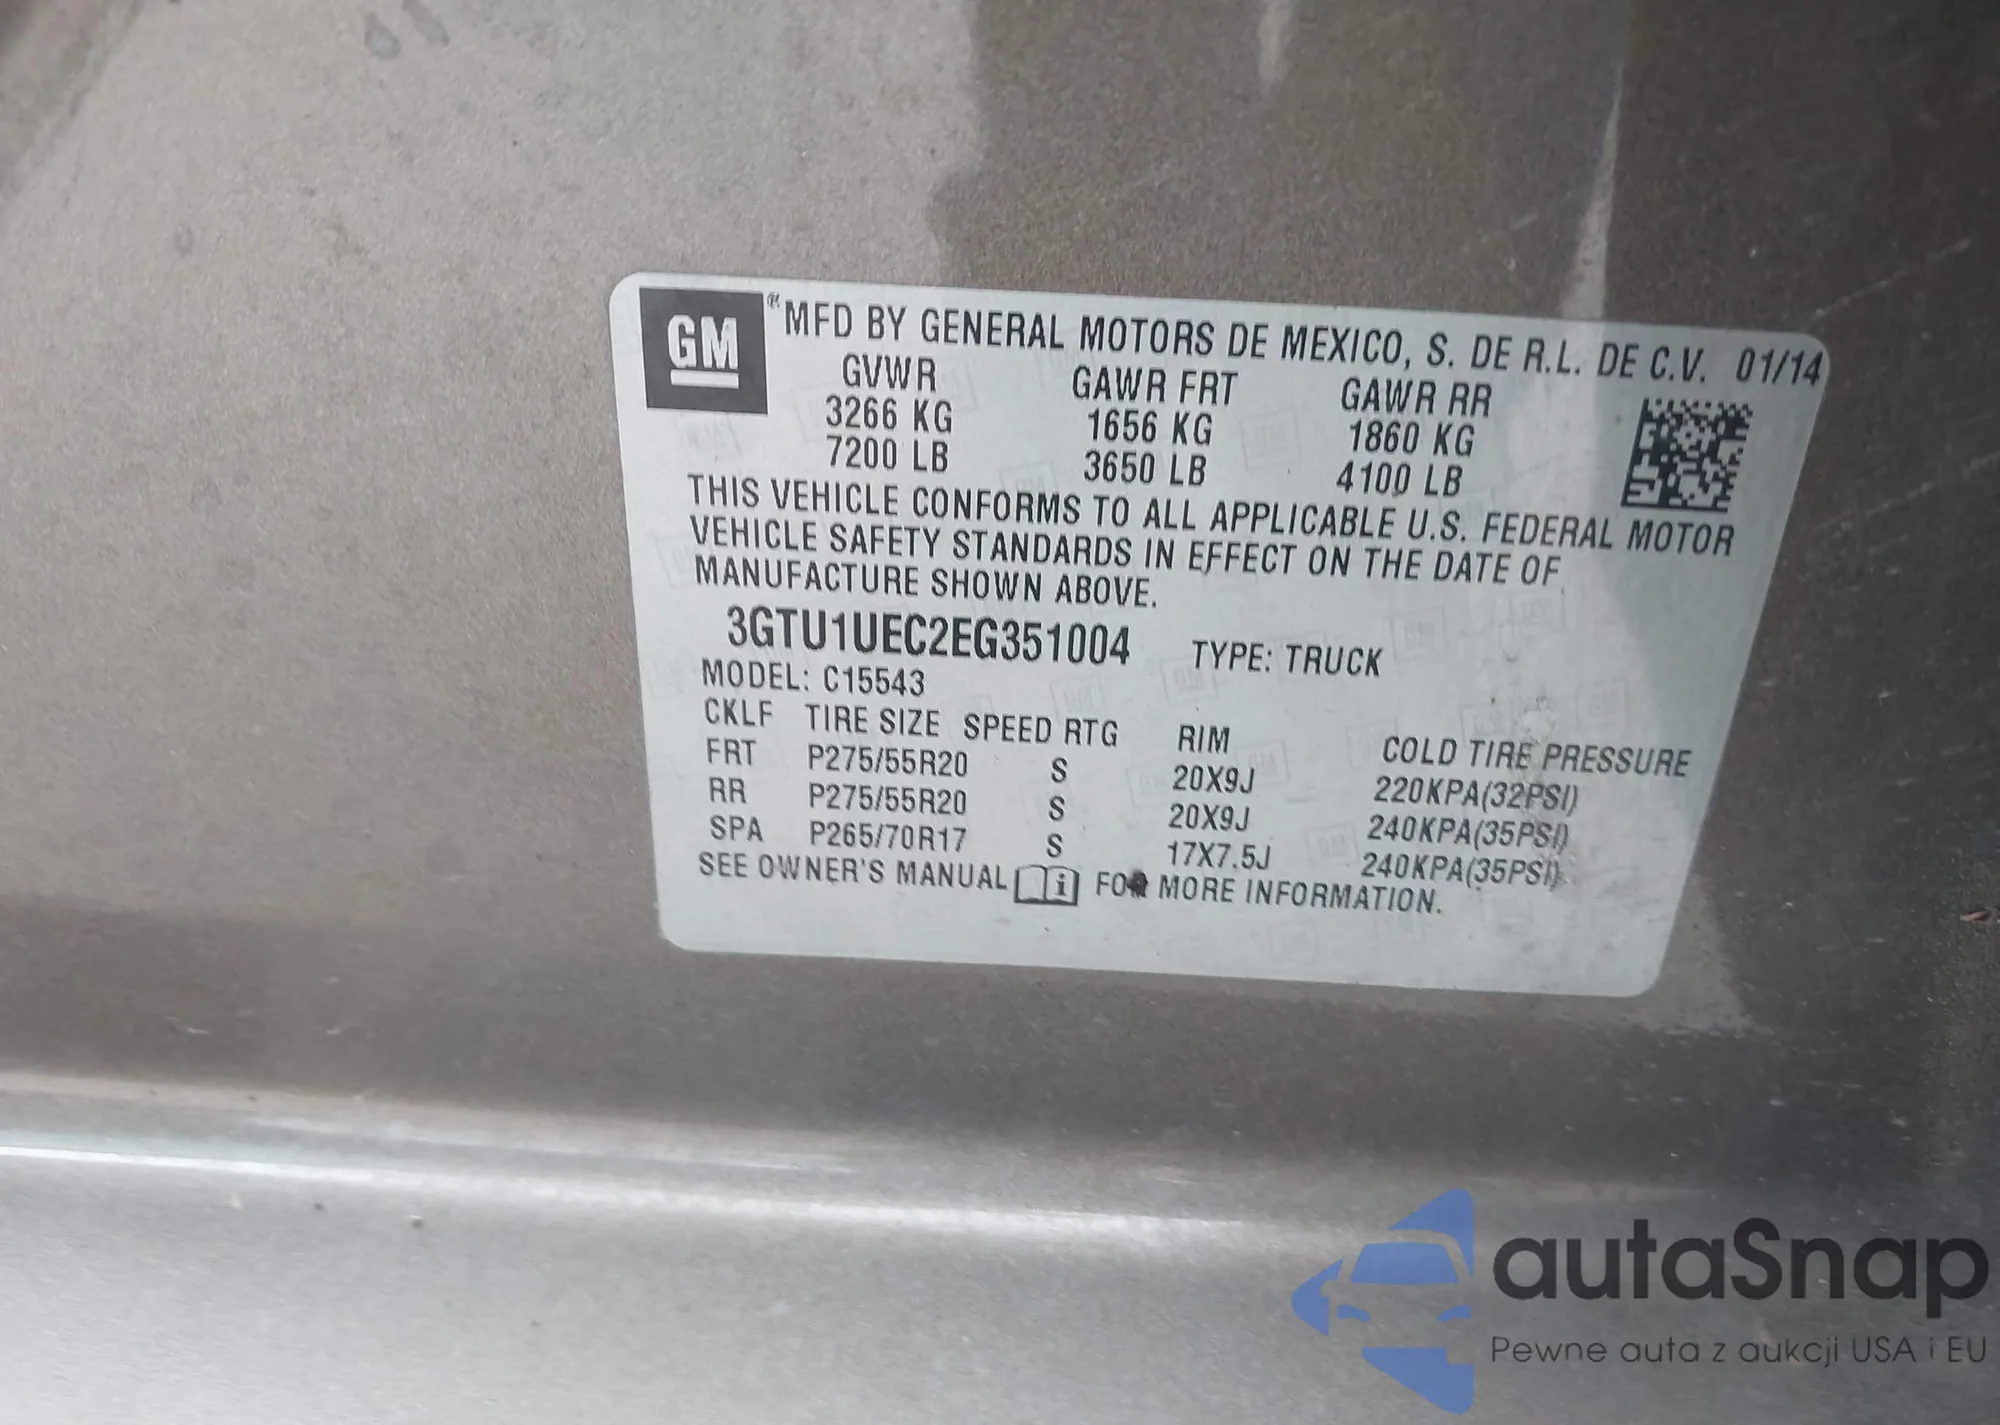 GM ® MFD BY GENERAL MOTORS DE MEXICO, S. DE R.L. DE C.V. 01/14
GVWR GAWR FRT GAWR RR
3266 KG 1656 KG 1860 KG
7200 LB 3650 LB 4100 LB
THIS VEHICLE CONFORMS TO ALL APPLICABLE U.S. FEDERAL MOTOR
VEHICLE SAFETY STANDARDS IN EFFECT ON THE DATE OF
MANUFACTURE SHOWN ABOVE.
3GTU1UEC2EG351004 TYPE: TRUCK
MODEL: C15543
CKLF TIRE SIZE SPEED RTG RIM COLD TIRE PRESSURE
FRT P275/55R20 S 20X9J 220KPA(32PSI)
RR P275/55R20 S 20X9J 240KPA(35PSI)
SPA P265/70R17 S 17X7.5J 240KPA(35PSI)
SEE OWNER'S MANUAL i FOR MORE INFORMATION.
autaSnap
Pewne auta z aukcji USA i EU